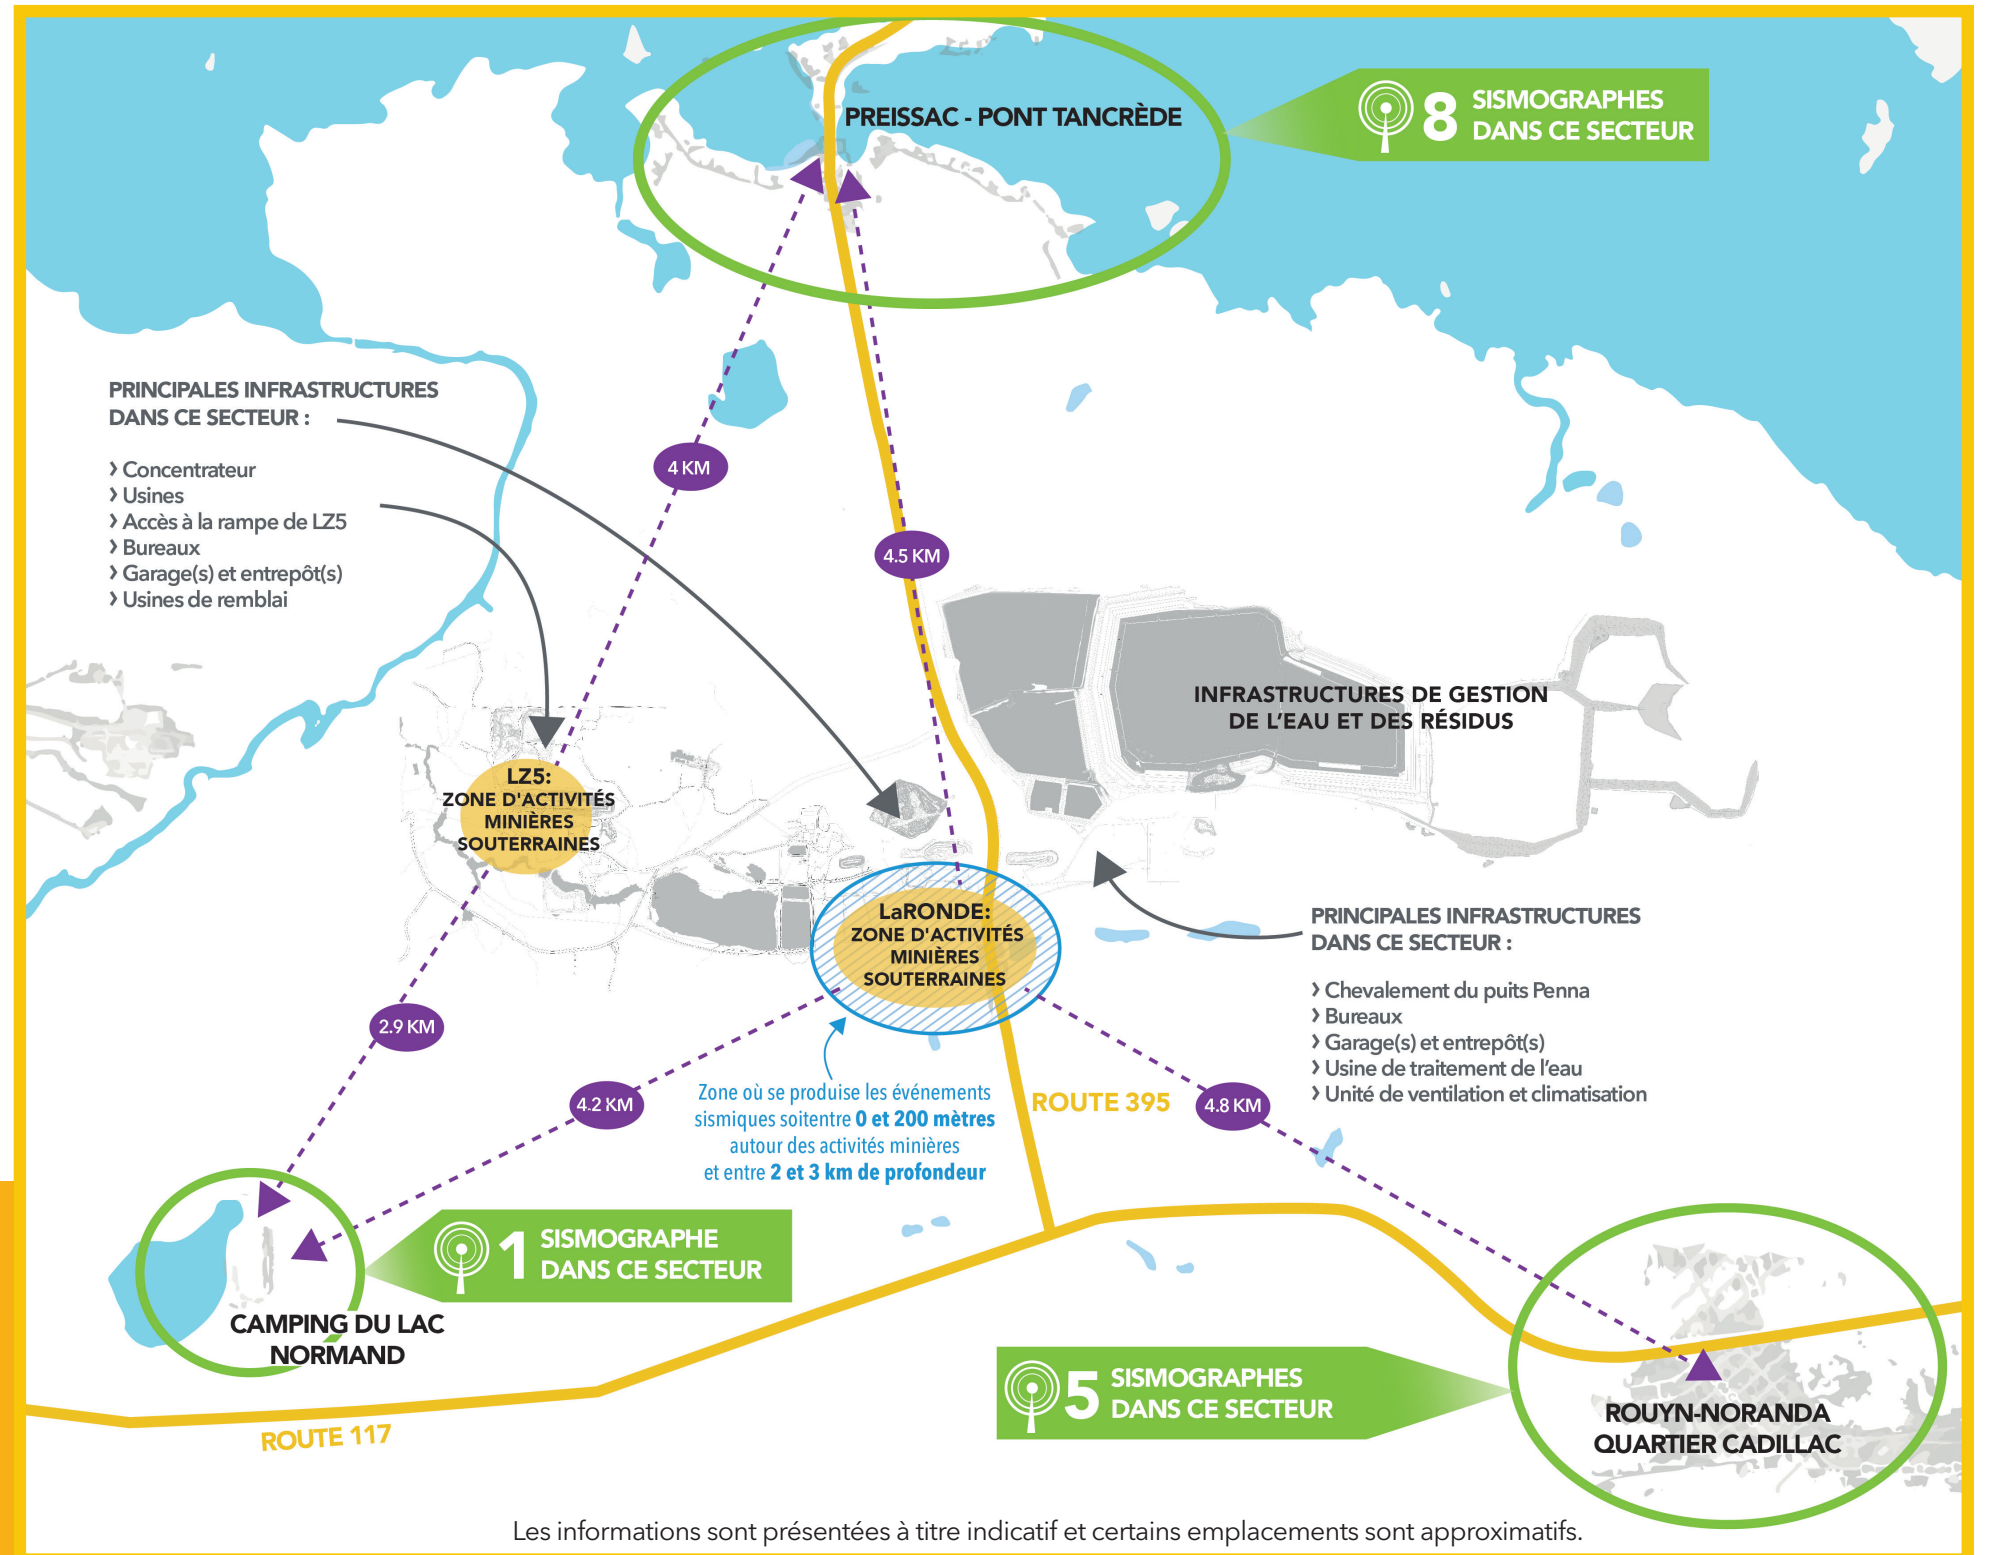 PREISSAC - PONT TANCRÈDE
8 SISMOGRAPHES
DANS CE SECTEUR
PRINCIPALES INFRASTRUCTURES
DANS CE SECTEUR :
› Concentrateur
› Usines
› Accès à la rampe de LZ5
› Bureaux
› Garage(s) et entrepôt(s)
› Usines de remblai
4 KM
4.5 KM
INFRASTRUCTURES DE GESTION
DE L'EAU ET DES RÉSIDUS
LZ5:
ZONE D'ACTIVITÉS
MINIÈRES
SOUTERRAINES
LaRONDE:
ZONE D'ACTIVITÉS
MINIÈRES
SOUTERRAINES
PRINCIPALES INFRASTRUCTURES
DANS CE SECTEUR :
› Chevalement du puits Penna
› Bureaux
› Garage(s) et entrepôt(s)
› Usine de traitement de l'eau
› Unité de ventilation et climatisation
2.9 KM
4.2 KM
Zone où se produise les événements
sismiques soitentre 0 et 200 mètres
autour des activités minières
et entre 2 et 3 km de profondeur
ROUTE 395
4.8 KM
1 SISMOGRAPHE
DANS CE SECTEUR
CAMPING DU LAC
NORMAND
5 SISMOGRAPHES
DANS CE SECTEUR
ROUYN-NORANDA
QUARTIER CADILLAC
ROUTE 117
Les informations sont présentées à titre indicatif et certains emplacements sont approximatifs.